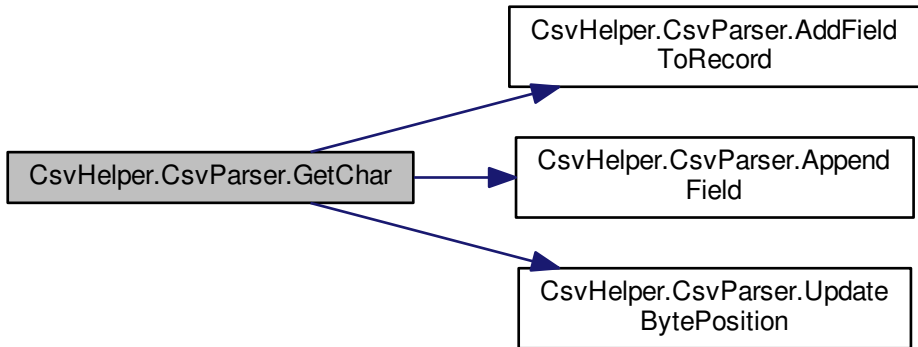 CsvHelper.CsvParser.AddField
ToRecord
CsvHelper.CsvParser.GetChar
CsvHelper.CsvParser.Append
Field
CsvHelper.CsvParser.Update
BytePosition